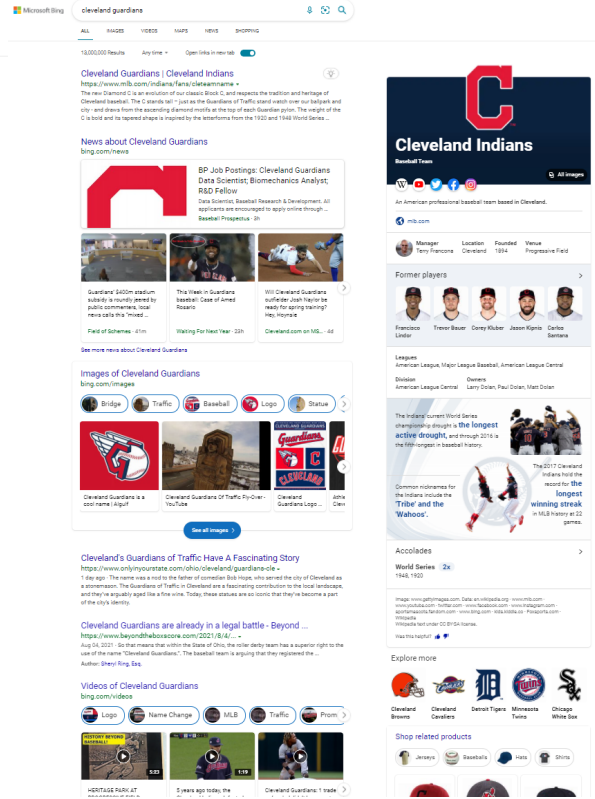 Microsoft Bing
cleveland guardians
ALL IMAGES VIDEOS MAPS NEWS SHOPPING
Any time Open links in new tab
Cleveland Guardians | Cleveland Indians
https://www.mlb.com/indians/fans/cleteamname
The new Diamond C is an evolution of our classic Block C, and respects the tradition and heritage of
Cleveland baseball. The C stands tall – just as the Guardians of Traffic stand watch over our ballpark and
city - and draws from the ascending diamond motifs at the top of each Guardian pylon. The weight of the
C is bold and its tapered shape is inspired by the letterforms from the 1920 and 1948 World Series ...
News about Cleveland Guardians
bing.com/news
BP Job Postings: Cleveland Guardians
Data Scientist; Biomechanics Analyst;
R&D Fellow
Data Scientist, Baseball Research & Development. All
applicants are encouraged to apply online through ...
Baseball Prospectus · 3h
Guardians' $400m stadium
subsidy is roundly jeered by
public commenters, local
news calls this "mixed ...
Field of Schemes · 41m
This Week in Guardians
baseball: Case of Amed
Rosario
Waiting For Next Year · 23h
Will Cleveland Guardians
outfielder Josh Naylor be
ready for spring training?
Hey, Hoynsie
Cleveland.com on MS... · 4d
See more news about Cleveland Guardians
Images of Cleveland Guardians
bing.com/images
Bridge Traffic Baseball Logo Statue
CLEVELAND GUARDIANS
Guardians
CLEVELAND
Cleveland Guardians is a
cool name | Aiguif
Cleveland Guardians Of Traffic Fly-Over -
YouTube
Cleveland
Guardians Logo ...
See all images
Cleveland's Guardians of Traffic Have A Fascinating Story
https://www.onlyinyourstate.com/ohio/cleveland/guardians-cle
1 day ago · The name was a nod to the father of comedian Bob Hope, who served the city of Cleveland as
a stonemason. The Guardians of Traffic in Cleveland are a fascinating contribution to the local landscape,
and they've arguably aged like fine wine. Today, these statues are so iconic that they've become a part
of the city's identity.
Cleveland Guardians are already in a legal battle - Beyond ...
https://www.beyondtheboxscore.com/2021/8/4/...
Aug 04, 2021 · So that means that within the State of Ohio, the roller derby team has a superior right to the
use of the name "Cleveland Guardians.". The baseball team is arguing that they registered the ...
Author: Sheryl Ring, Esq.
Videos of Cleveland Guardians
bing.com/videos
Logo Name Change MLB Traffic Prom
HISTORY BEYOND
BASEBALL!
5:23
1:19
HERITAGE PARK AT
5 years ago today, the
Cleveland Guardians: 1 trade
Cleveland Indians
Baseball Team
All images
An American professional baseball team based in Cleveland.
mlb.com
Manager Location Founded Venue
Terry Francona Cleveland 1894 Progressive Field
Former players
Francisco Trevor Bauer Corey Kluber Jason Kipnis Carlos
Lindor Santana
Leagues
American League, Major League Baseball, American League Central
Division Owners
American League Central Larry Dolan, Paul Dolan, Matt Dolan
The Indians' current World Series
championship drought is the longest
active drought, and through 2016 is
the fifth-longest in baseball history.
The 2017 Cleveland
Indians hold the
record for the
longest
winning streak
in MLB history at 22
games.
Common nicknames for
the Indians include the
'Tribe' and the
'Wahoos'.
Accolades
World Series 2x
1948, 1920
Wikipedia text under CC BY-SA license.
Was this helpful?
Explore more
Cleveland
Browns
Cleveland
Cavaliers
Detroit Tigers
Minnesota
Twins
Chicago
White Sox
Shop related products
Jerseys Baseballs Hats Shirts